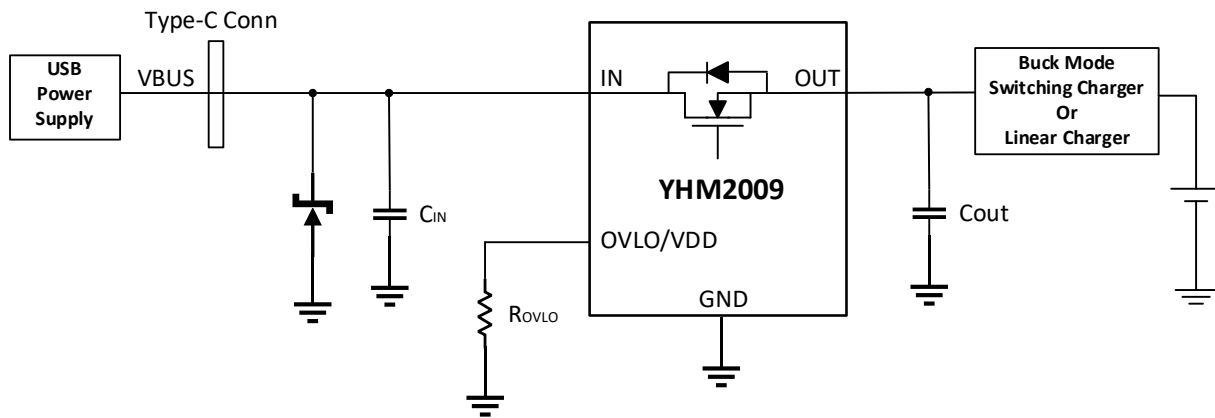 Type-C Conn
USB
Power
Supply
VBUS
IN
OUT
Buck Mode
Switching Charger
Or
Linear Charger
YHM2009
CIN
Cout
OVLO/VDD
ROVLO
GND